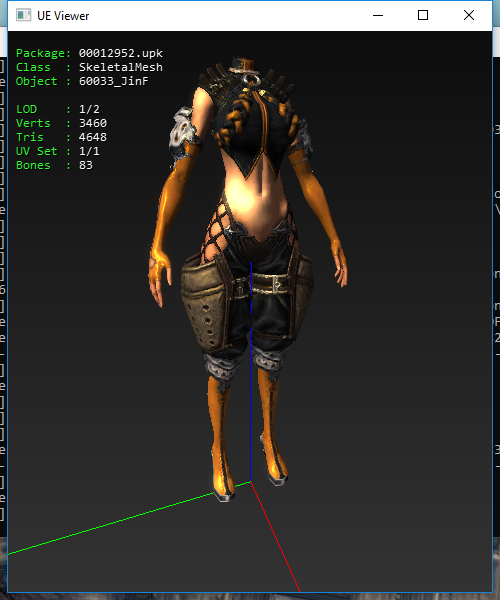 UE Viewer
Package: 00012952.upk
Class : SkeletalMesh
Object : 60033_JinF
LOD : 1/2
Verts : 3460
Tris : 4648
UV Set : 1/1
Bones : 83